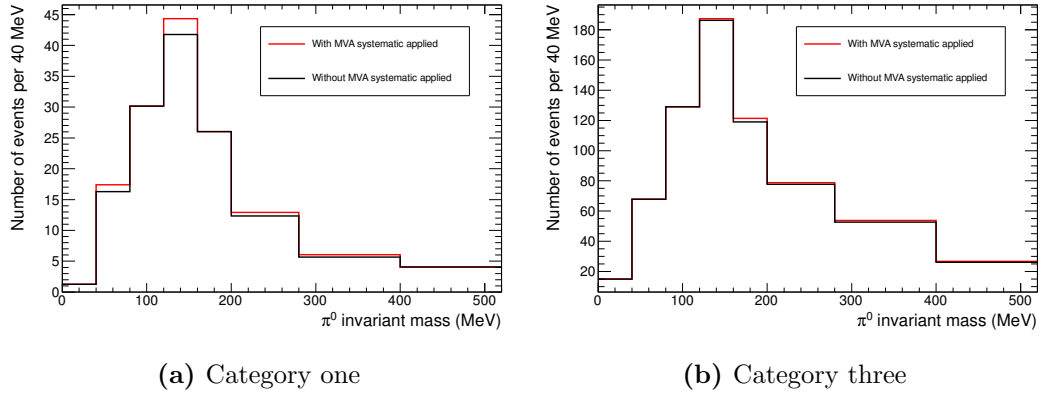 Number of events per 40 MeV
45
40
35
30
25
20
15
10
5
0
With MVA systematic applied
Without MVA systematic applied
0 100 200 300 400 500
π⁰ invariant mass (MeV)
(a) Category one
Number of events per 40 MeV
180
160
140
120
100
80
60
40
20
With MVA systematic applied
Without MVA systematic applied
0 100 200 300 400 500
π⁰ invariant mass (MeV)
(b) Category three